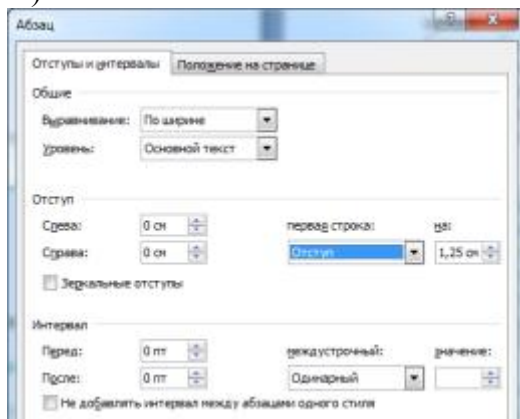 Абзац
Отступы и интервалы Положение на странице
Общие
Выравнивание: По ширине
Уровень: Основной текст
Отступ
Слева: 0 см первая строка: на:
Справа: 0 см Отступ 1,25 см
Зеркальные отступы
Интервал
Перед: 0 пт междустрочный: значение:
После: 0 пт Одинарный
Не добавлять интервал между абзацами одного стиля